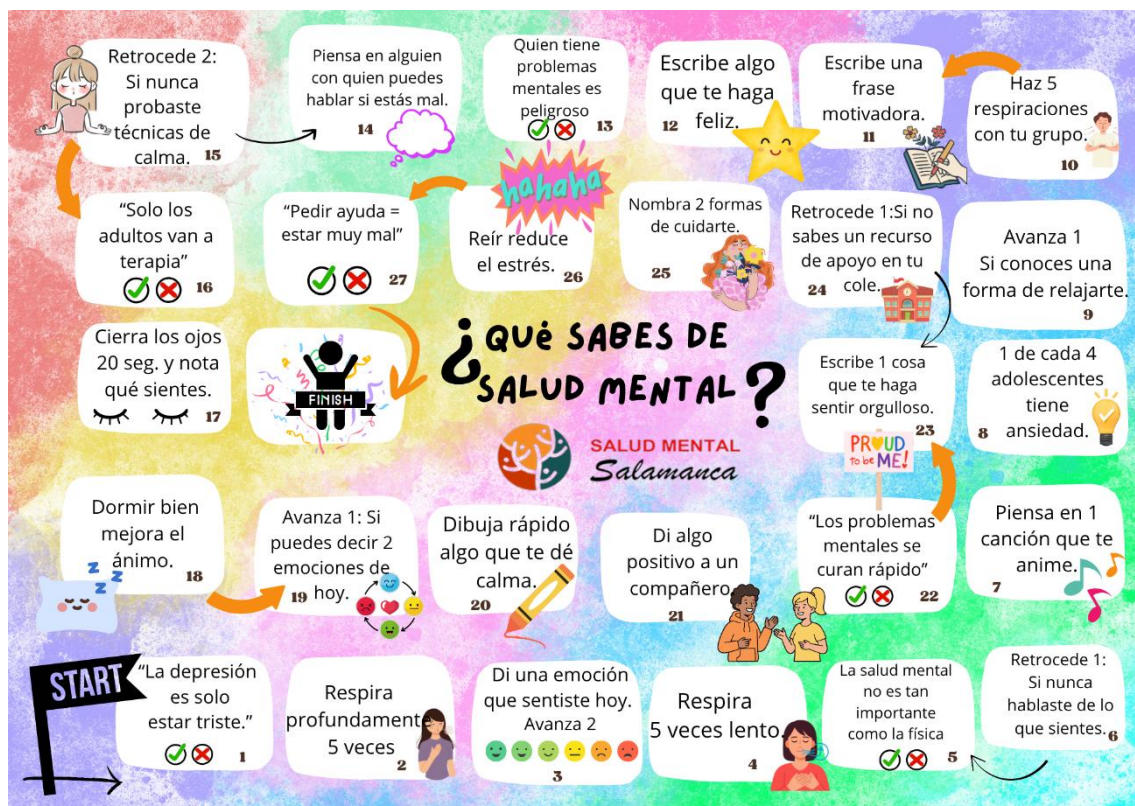 START
“La depresión
es solo
estar triste.”
1
Respira
profundament
5 veces
2
Di una emoción
que sentiste hoy.
Avanza 2
3
Respira
5 veces lento.
4
La salud mental
no es tan
importante
como la física
5
Retrocede 1:
Si nunca
hablaste de lo
que sientes.
6
Piensa en 1
canción que te
anime.
7
1 de cada 4
adolescentes
tiene
ansiedad.
8
Avanza 1
Si conoces una
forma de relajarte.
9
Haz 5
respiraciones
con tu grupo.
10
Escribe una
frase
motivadora.
11
Escribe algo
que te haga
feliz.
12
Quien tiene
problemas
mentales es
peligroso
13
Piensa en alguien
con quien puedes
hablar si estás mal.
14
Retrocede 2:
Si nunca
probaste
técnicas de
calma.
15
“Solo los
adultos van a
terapia”
16
Cierra los ojos
20 seg. y nota
qué sientes.
17
Dormir bien
mejora el
ánimo.
18
z z z
Avanza 1: Si
puedes decir 2
emociones de
hoy.
19
Dibuja rápido
algo que te dé
calma.
20
Di algo
positivo a un
compañero
21
“Los problemas
mentales se
curan rápido”
22
Escribe 1 cosa
que te haga
sentir orgulloso.
23
PROUD
to be ME!
Retrocede 1:Si no
sabes un recurso
de apoyo en tu
cole.
24
Nombra 2 formas
de cuidarte.
25
hahaha
Reír reduce
el estrés.
26
“Pedir ayuda =
estar muy mal”
27
FINISH
¿QUé SABES DE
SALUD MENTAL?
SALUD MENTAL
Salamanca